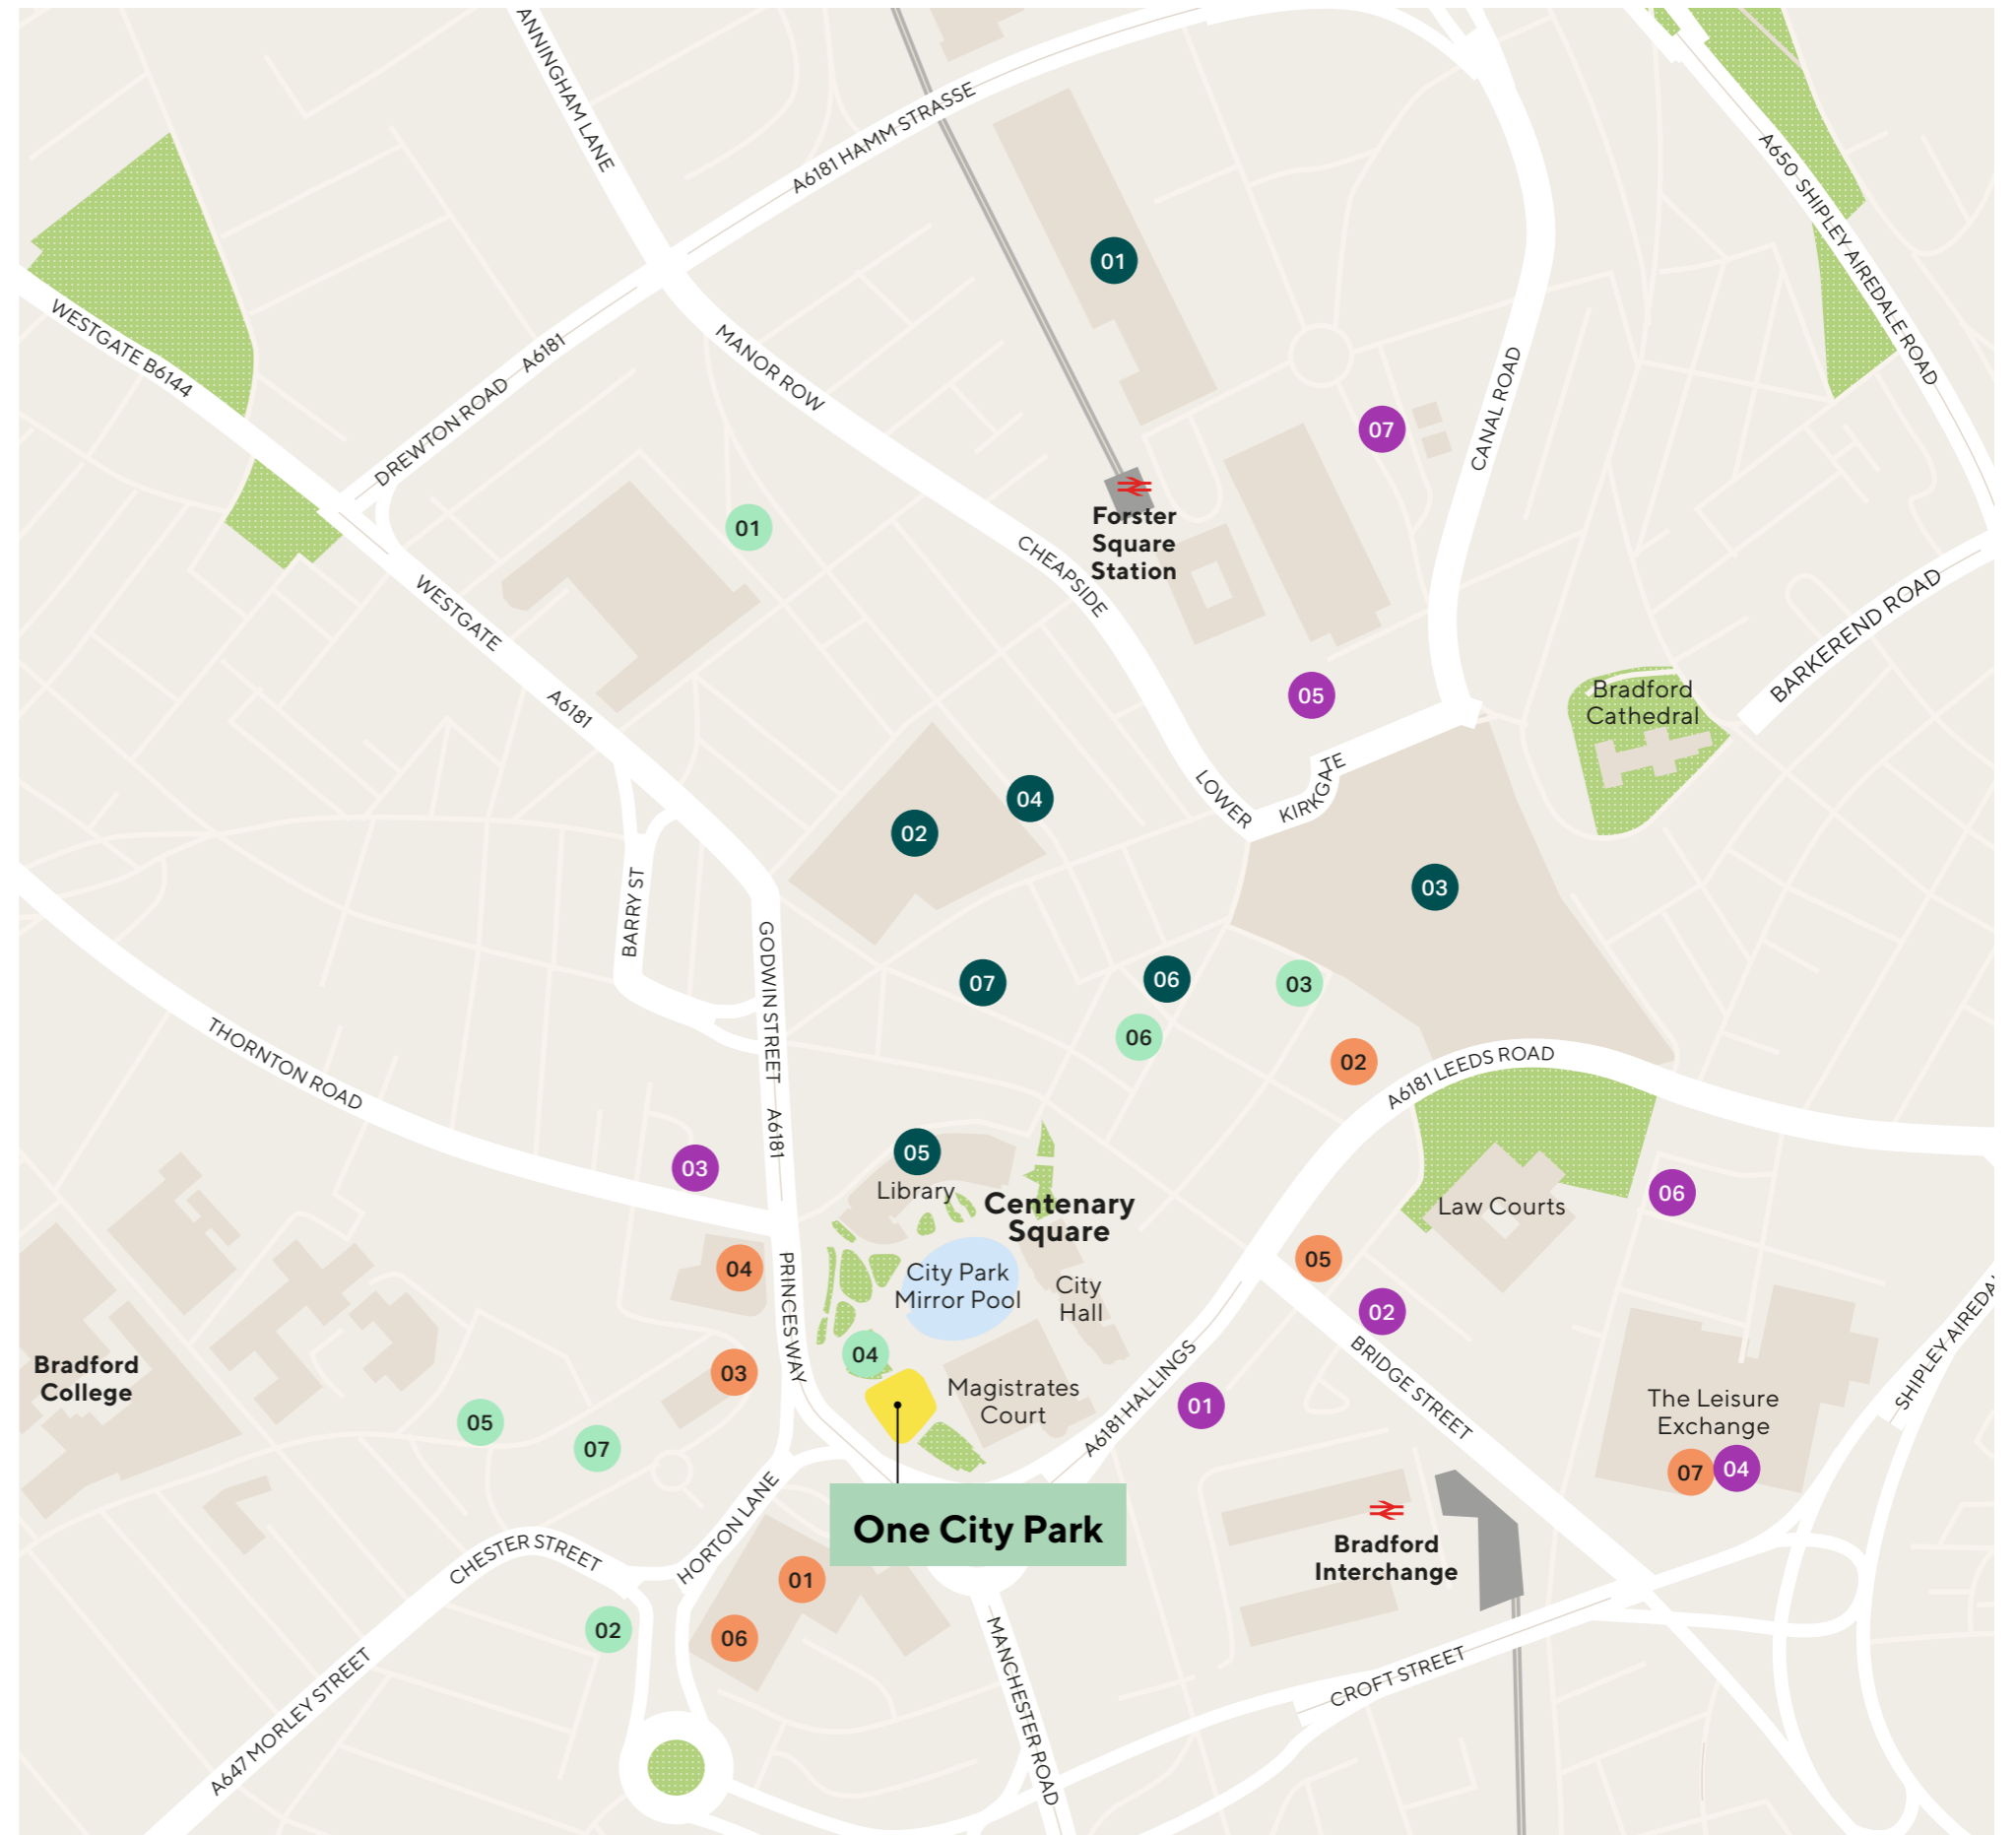 ANNINGHAM LANE
A6181 HAMM STRASSE
A650 SHIPLEY AIREDALE ROAD
01
WESTGATE B6144
DREWTON ROAD A6181
MANOR ROW
CANAL ROAD
07
01
Forster
Square
Station
CHEAPSIDE
WESTGATE
A6181
BARKEREND ROAD
05
Bradford
Cathedral
LOWER
KIRKGATE
04
02
03
BARRY ST
GODWIN STREET A6181
07
06
03
06
02
THORNTON ROAD
A6181 LEEDS ROAD
03
05
Library
Centenary
Square
Law Courts
06
04
PRINCES WAY
City Park
Mirror Pool
City
Hall
05
02
04
03
Bradford
College
Magistrates
Court
A6181 HALLINGS
01
BRIDGE STREET
The Leisure
Exchange
07
04
SHIPLEY AIREDA
05
07
One City Park
HORTON LANE
CHESTER STREET
01
02
06
Bradford
Interchange
A647 MORLEY STREET
MANCHESTER ROAD
CROFT STREET